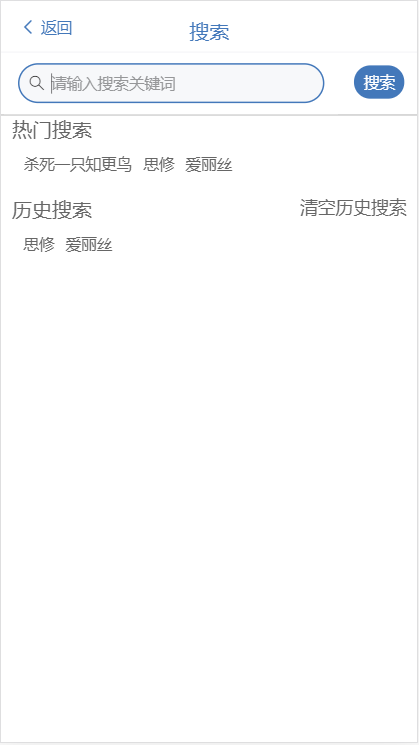 返回 搜索
请输入搜索关键词 搜索
热门搜索
杀死一只知更鸟 思修 爱丽丝
历史搜索 清空历史搜索
思修 爱丽丝